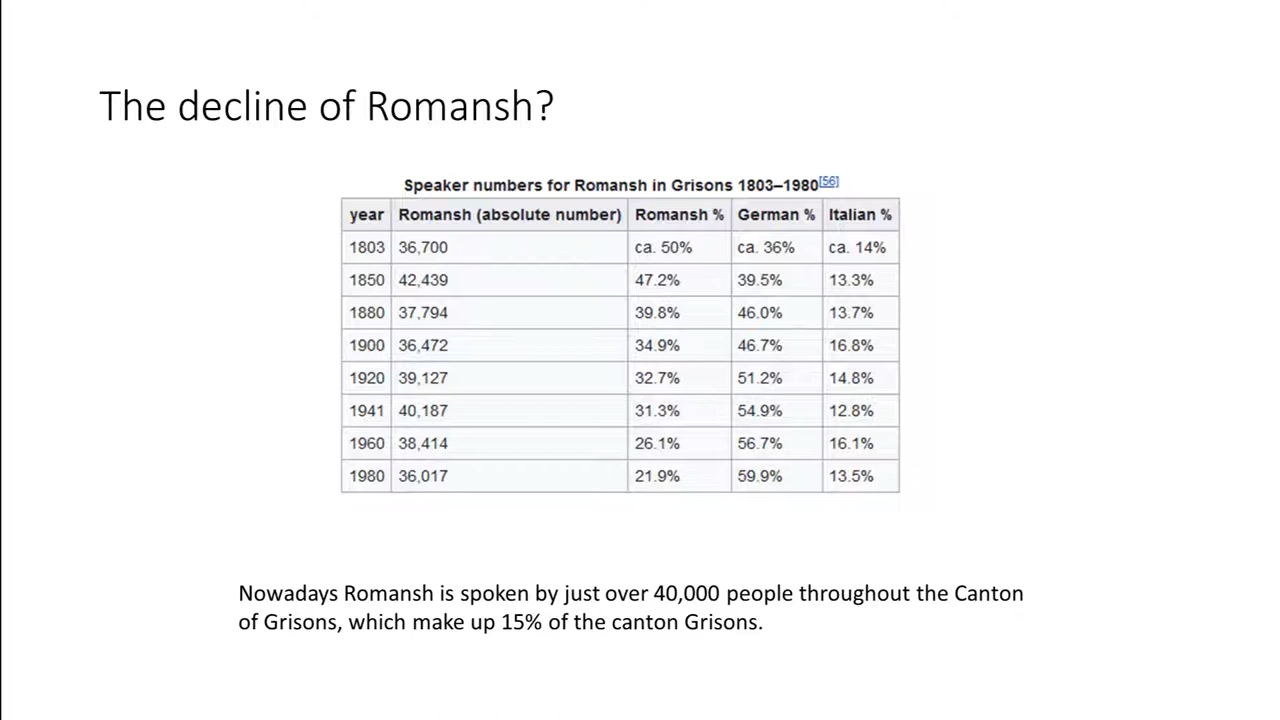 The decline of Romansh?
Speaker numbers for Romansh in Grisons 1803–1980[56]
year Romansh (absolute number) Romansh % German % Italian %
1803 36,700 ca. 50% ca. 36% ca. 14%
1850 42,439 47.2% 39.5% 13.3%
1880 37,794 39.8% 46.0% 13.7%
1900 36,472 34.9% 46.7% 16.8%
1920 39,127 32.7% 51.2% 14.8%
1941 40,187 31.3% 54.9% 12.8%
1960 38,414 26.1% 56.7% 16.1%
1980 36,017 21.9% 59.9% 13.5%
Nowadays Romansh is spoken by just over 40,000 people throughout the Canton
of Grisons, which make up 15% of the canton Grisons.